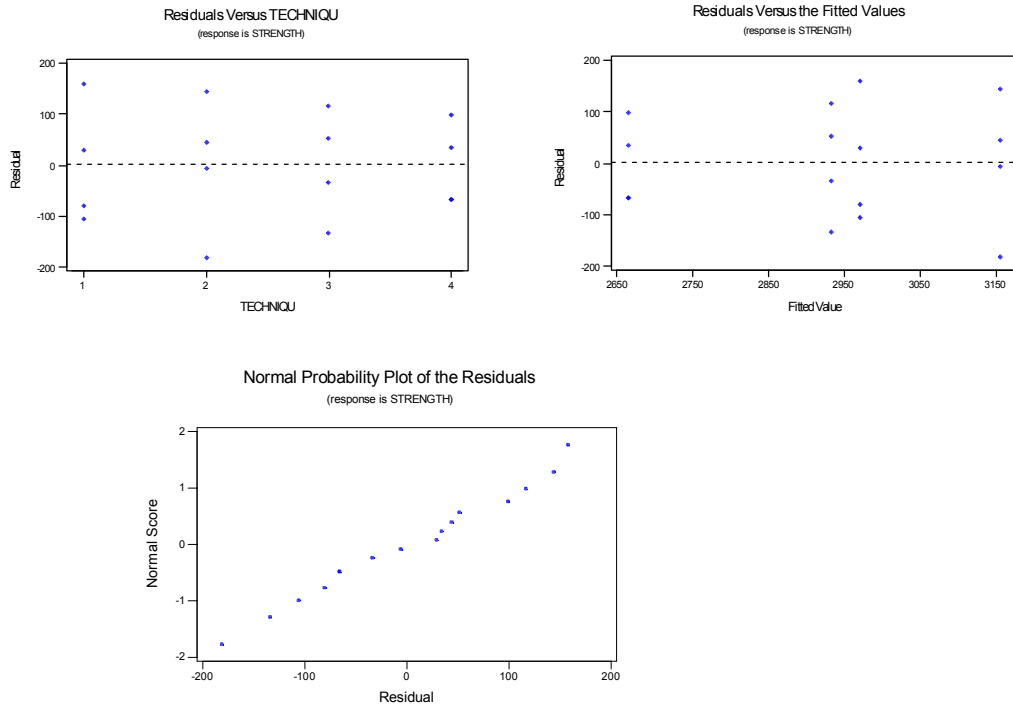 Residuals Versus TECHNIQU
(response is STRENGTH)
200
100
0
-100
-200
Residual
1 2 3 4
TECHNIQU
Residuals Versus the Fitted Values
(response is STRENGTH)
200
100
0
-100
-200
Residual
2650 2750 2850 2950 3050 3150
Fitted Value
Normal Probability Plot of the Residuals
(response is STRENGTH)
2
1
0
-1
-2
Normal Score
-200 -100 0 100 200
Residual